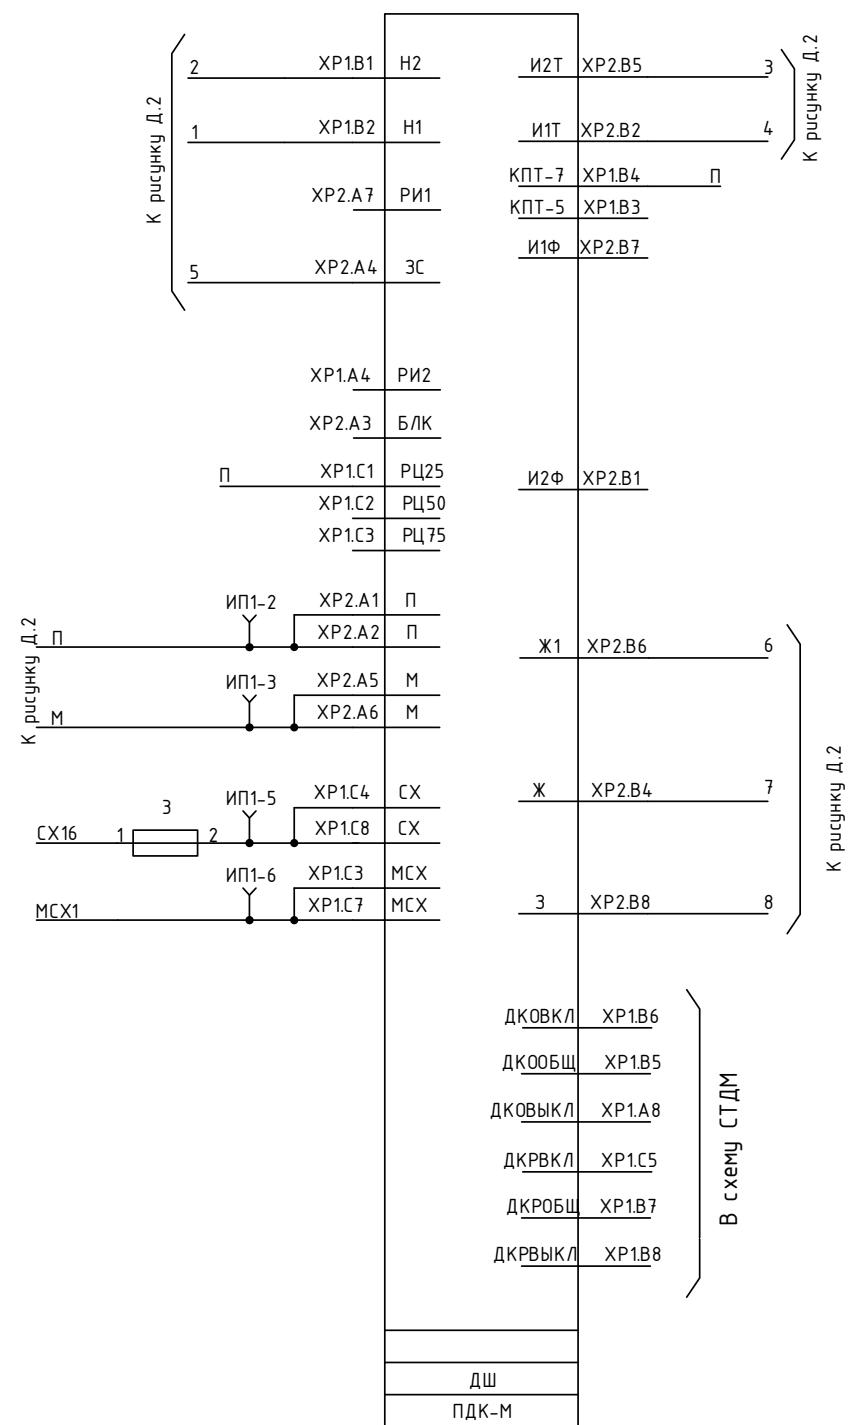 К рисунку Д.2
2 ХР1.В1 Н2
1 ХР1.В2 Н1
ХР2.А7 РИ1
5 ХР2.А4 ЗС
ХР1.А4 РИ2
ХР2.А3 БЛК
П ХР1.С1 РЦ25
ХР1.С2 РЦ50
ХР1.С3 РЦ75
К рисунку Д.2
ИП1-2 ХР2.А1 П
П ХР2.А2 П
ИП1-3 ХР2.А5 М
М ХР2.А6 М
3 ИП1-5 ХР1.С4 СХ
СХ16 1 2 ХР1.С8 СХ
ИП1-6 ХР1.С3 МСХ
МСХ1 ХР1.С7 МСХ
И2Т ХР2.В5 3
И1Т ХР2.В2 4
К рисунку Д.2
КПТ-7 ХР1.В4 П
КПТ-5 ХР1.В3
И1Ф ХР2.В7
И2Ф ХР2.В1
Ж1 ХР2.В6 6
Ж ХР2.В4 7
З ХР2.В8 8
К рисунку Д.2
ДКОВКЛ ХР1.В6
ДКООБЩ ХР1.В5
ДКОВЫКЛ ХР1.А8
ДКРВКЛ ХР1.С5
ДКРОБЩ ХР1.В7
ДКРВЫКЛ ХР1.В8
В схему СТДМ
ДШ
ПДК-М